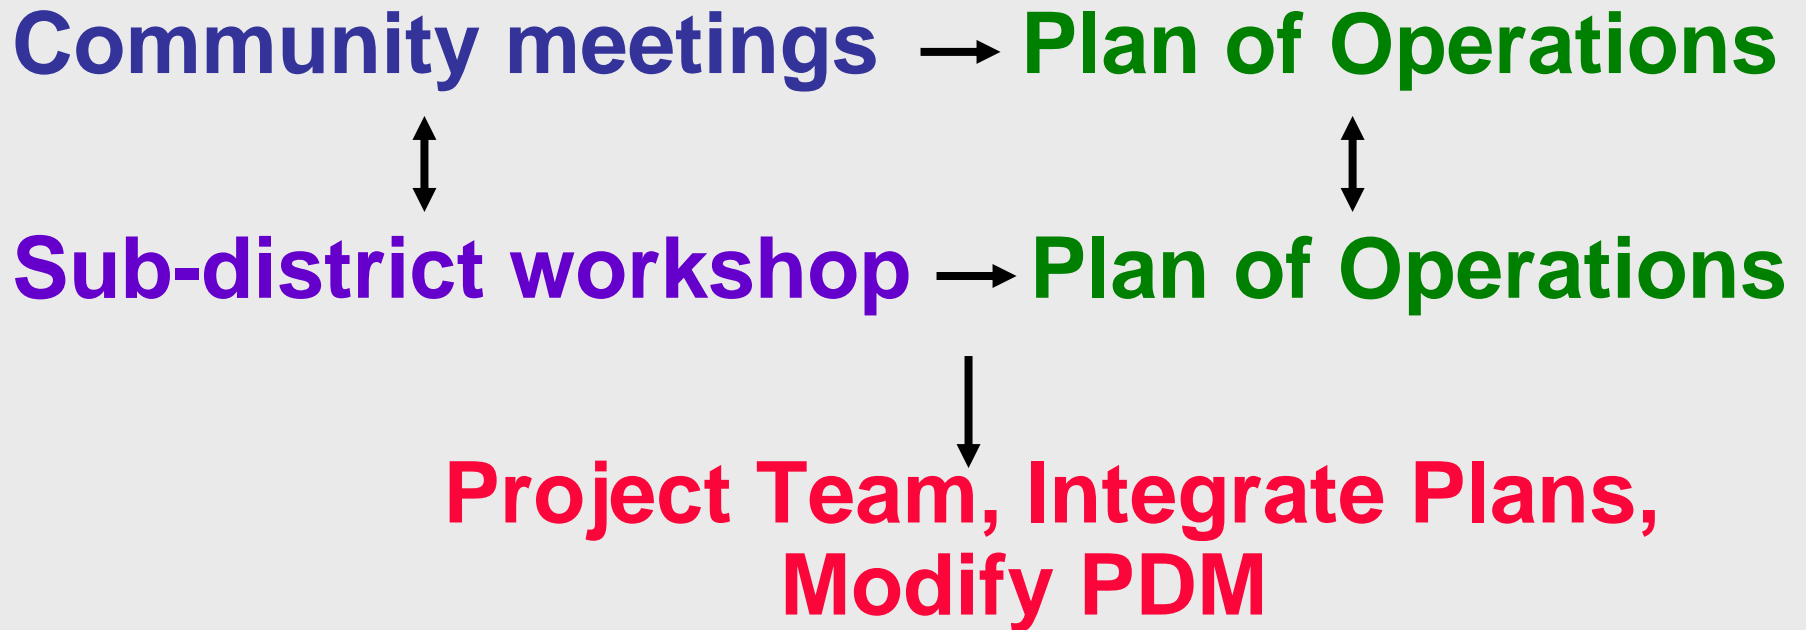 Community meetings → Plan of Operations
Sub-district workshop → Plan of Operations
Project Team, Integrate Plans,
Modify PDM